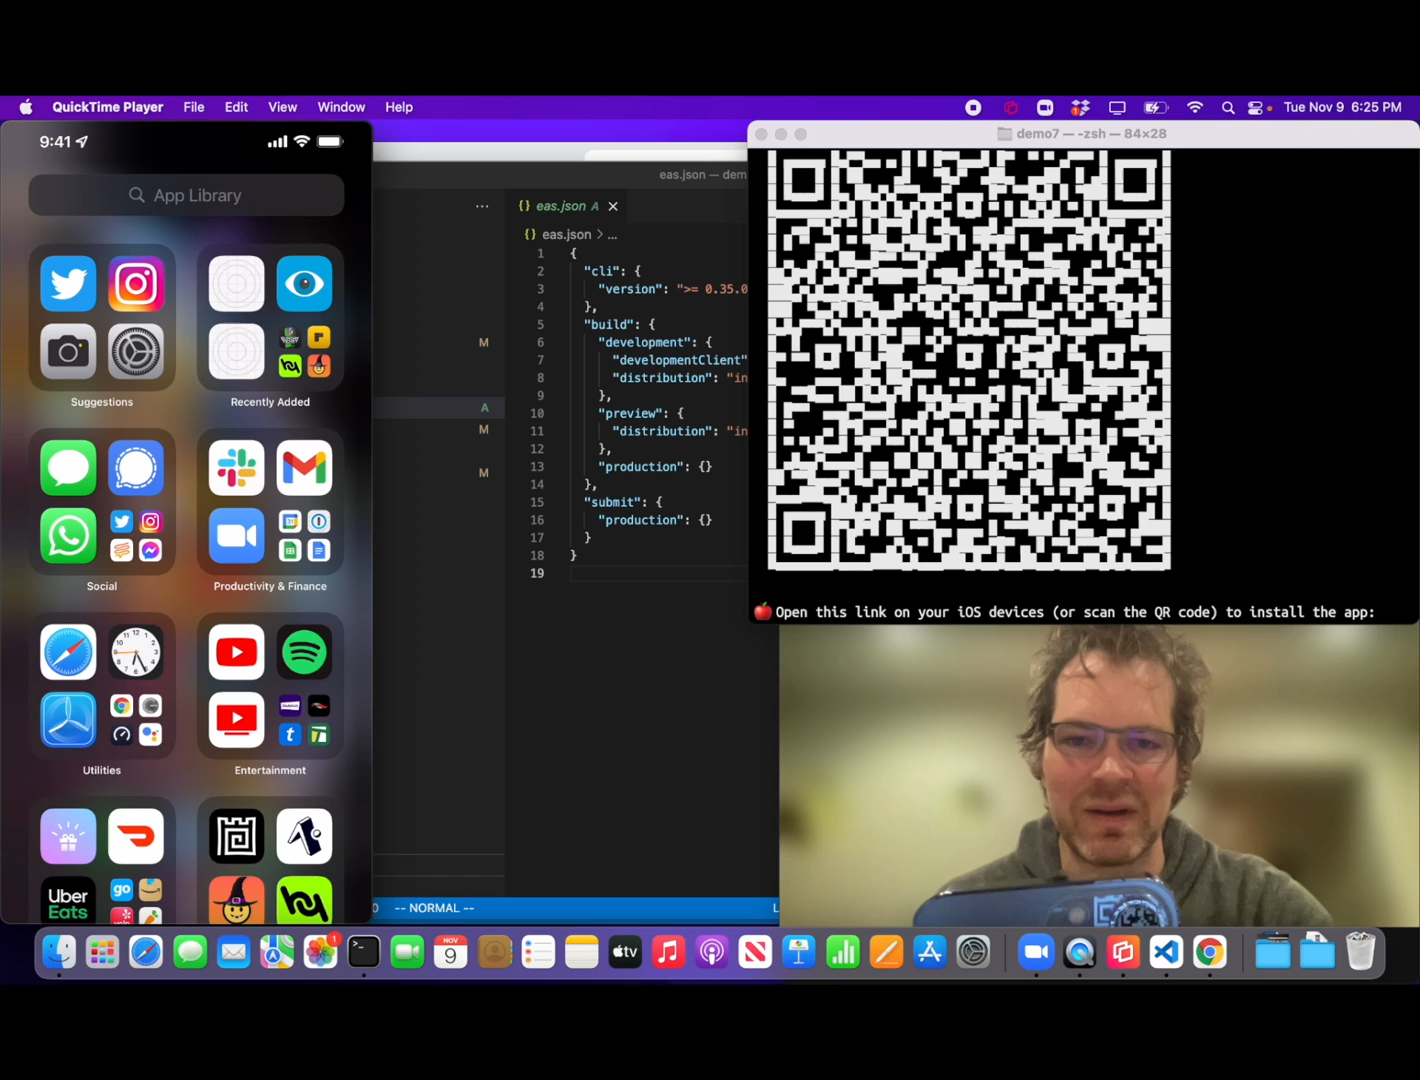 QuickTime Player File Edit View Window Help
Tue Nov 9 6:25 PM
9:41
App Library
Suggestions
Recently Added
Social
Productivity & Finance
Utilities
Entertainment
Uber
Eats
go
eas.json — dem
{} eas.json A
{} eas.json > ...
1 {
2 "cli": {
3 "version": ">= 0.35.0
4 },
5 "build": {
6 "development": {
7 "developmentClient"
8 "distribution": "in
9 },
10 "preview": {
11 "distribution": "in
12 },
13 "production": {}
14 },
15 "submit": {
16 "production": {}
17 }
18 }
19
M
A
M
M
-- NORMAL --
L
demo7 — -zsh — 84×28
Open this link on your iOS devices (or scan the QR code) to install the app:
NOV
9
tv
1